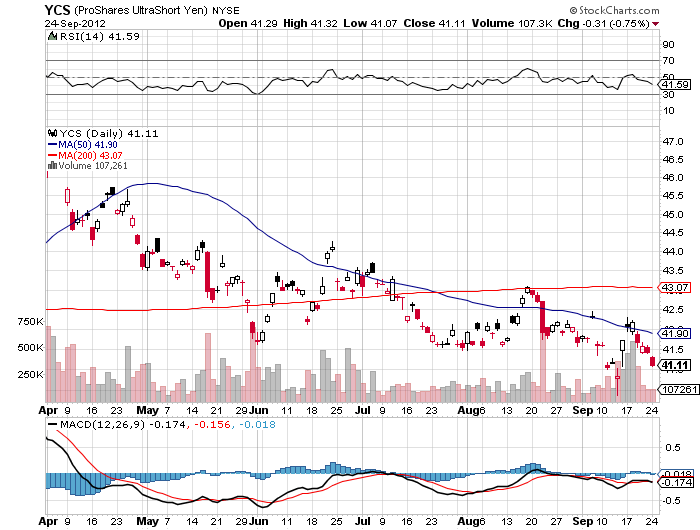 YCS (ProShares UltraShort Yen) NYSE
© StockCharts.com
24-Sep-2012 Open 41.29 High 41.32 Low 41.07 Close 41.11 Volume 107.3K Chg -0.31 (-0.75%)
RSI(14) 41.59
90
70
50
41.59
30
10
YCS (Daily) 41.11
MA(50) 41.90
MA(200) 43.07
Volume 107,261
47.0
46.5
46.0
45.5
45.0
44.5
44.0
43.5
43.07
42.5
41.90
41.5
41.11
750K
500K
250K
107261
Apr 9 16 23 May 7 14 21 29 Jun 11 18 25 Jul 9 16 23 Aug 6 13 20 27 Sep 10 17 24
MACD(12,26,9) -0.174, -0.156, -0.018
0.5
-0.018
-0.174
-0.5
Apr 9 16 23 May 7 14 21 29 Jun 11 18 25 Jul 9 16 23 Aug 6 13 20 27 Sep 10 17 24